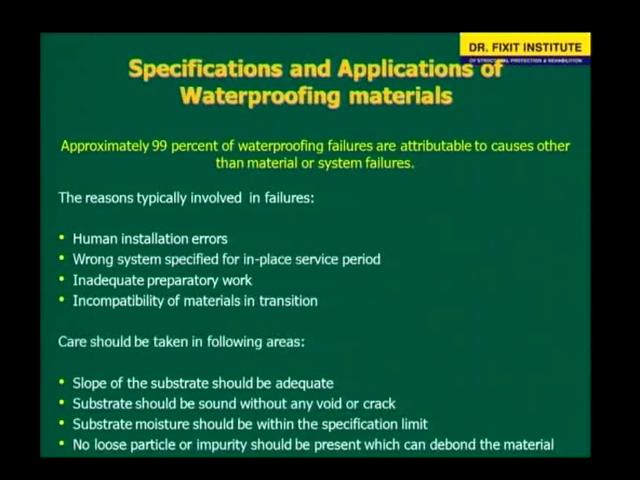 DR. FIXIT INSTITUTE
OF STRUCTURAL PROTECTION & REHABILITATION
Specifications and Applications of
Waterproofing materials
Approximately 99 percent of waterproofing failures are attributable to causes other
than material or system failures.
The reasons typically involved in failures:
• Human installation errors
• Wrong system specified for in-place service period
• Inadequate preparatory work
• Incompatibility of materials in transition
Care should be taken in following areas:
• Slope of the substrate should be adequate
• Substrate should be sound without any void or crack
• Substrate moisture should be within the specification limit
• No loose particle or impurity should be present which can debond the material